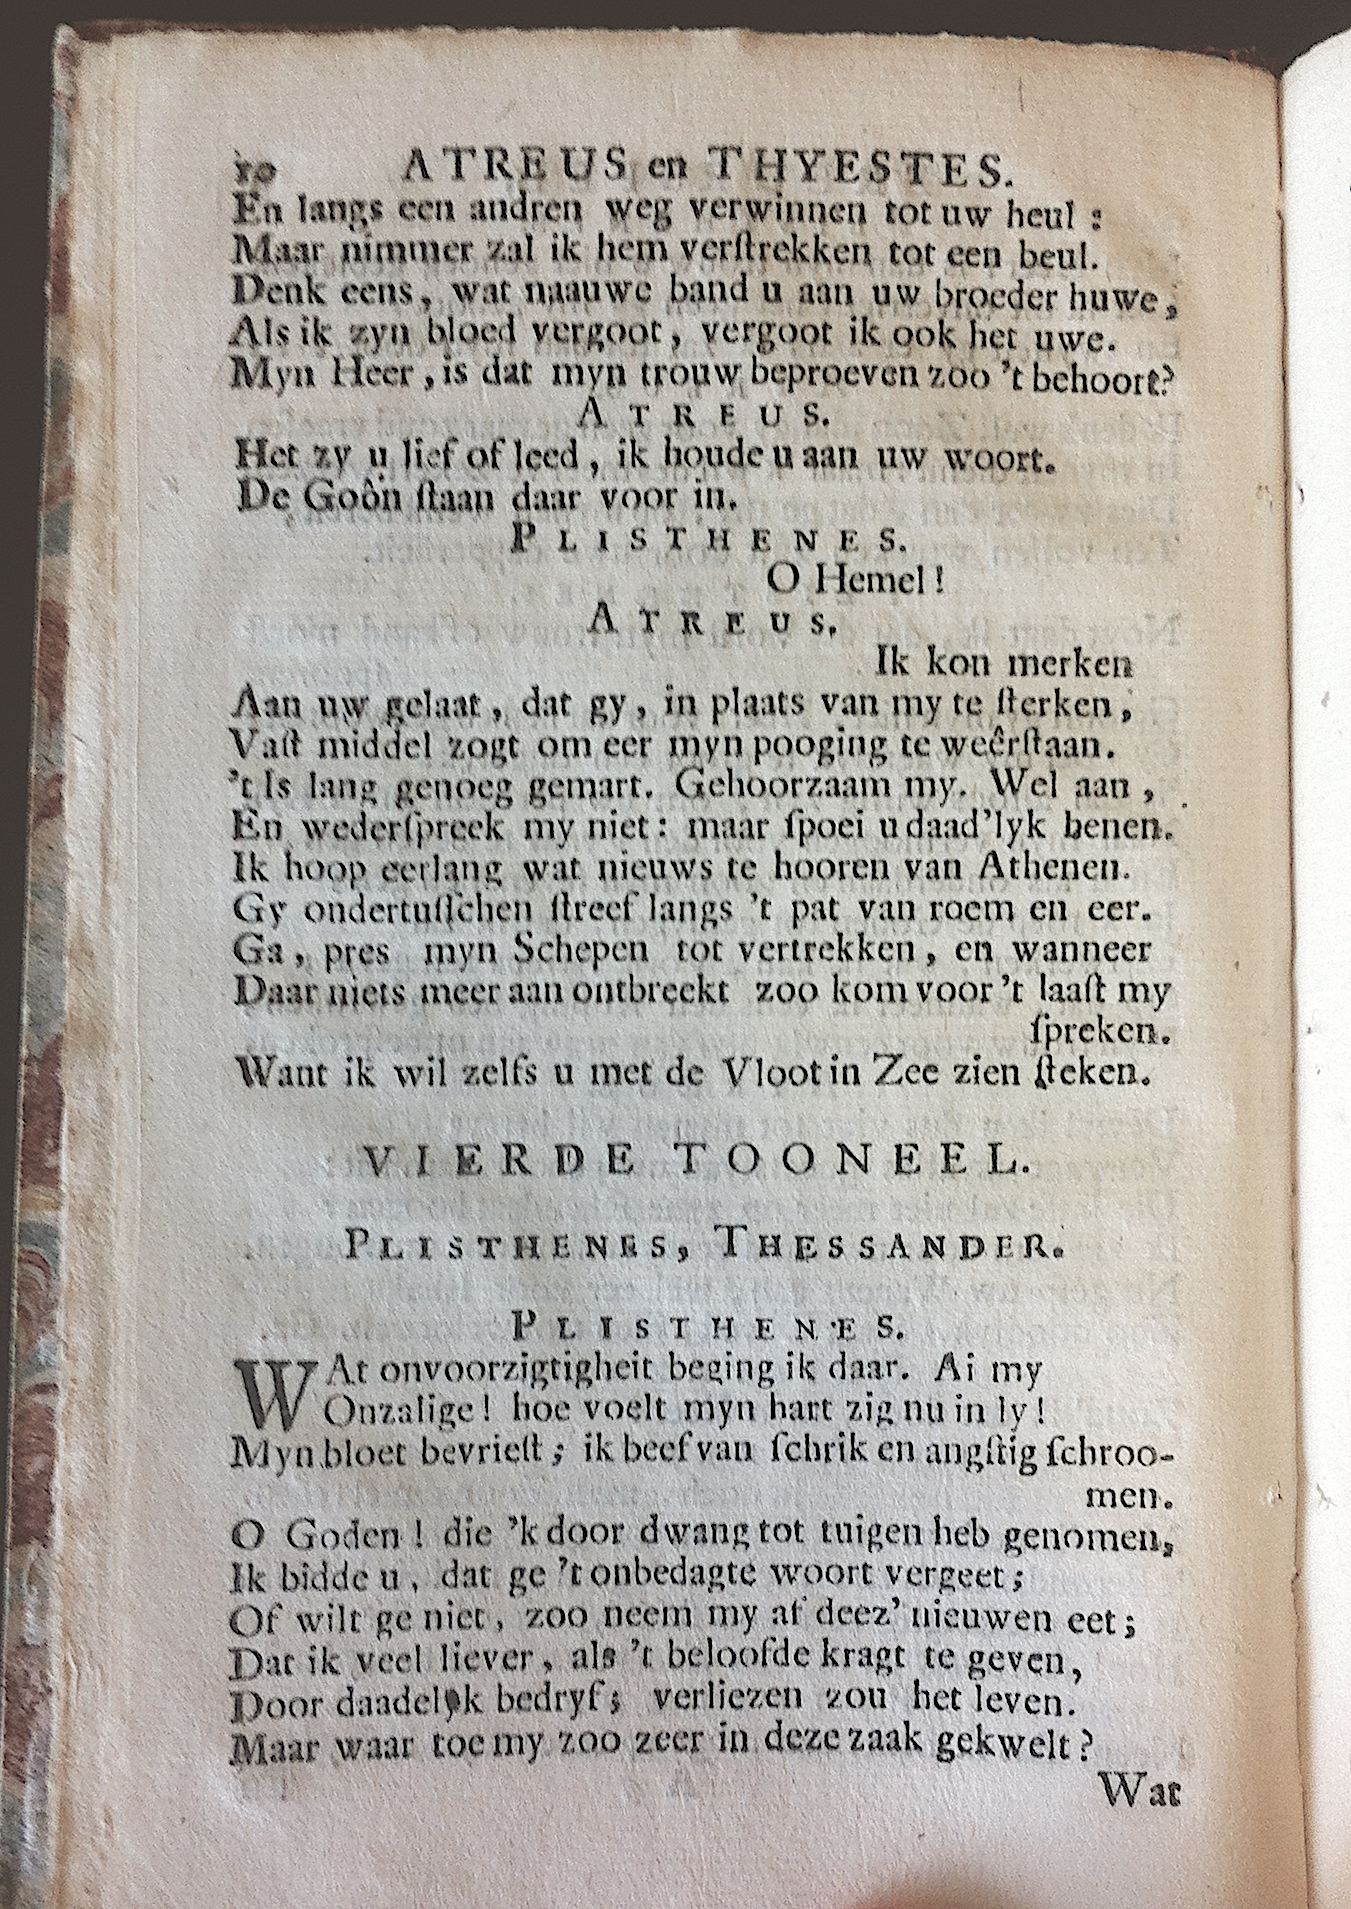 10 ATREUS en THYESTES.
En langs een andren weg verwinnen tot uw heul :
Maar nimmer zal ik hem verſtrekken tot een beul.
Denk eens, wat naauwe band u aan uw broeder huwe,
Als ik zyn bloed vergoot, vergoot ik ook het uwe.
Myn Heer, is dat myn trouw beproeven zoo 't behoort?
ATREUS.
Het zy u lief of leed, ik houde u aan uw woort.
De Goôn ſtaan daar voor in.
PLISTHENES.
O Hemel!
ATREUS.
Ik kon merken
Aan uw gelaat, dat gy, in plaats van my te ſterken,
Vaſt middel zogt om eer myn pooging te weêrſtaan.
't Is lang genoeg gemart. Gehoorzaam my. Wel aan,
En wederſpreek my niet: maar ſpoei u daad'lyk henen.
Ik hoop eerlang wat nieuws te hooren van Athenen.
Gy ondertuſſchen ſtreef langs 't pat van roem en eer.
Ga, pres myn Schepen tot vertrekken, en wanneer
Daar niets meer aan ontbreekt zoo kom voor 't laaſt my
ſpreken.
Want ik wil zelfs u met de Vloot in Zee zien ſteken.
VIERDE TOONEEL.
PLISTHENES, THESSANDER.
PLISTHENES.
WAt onvoorzigtigheit beging ik daar. Ai my
Onzalige! hoe voelt myn hart zig nu in ly!
Myn bloet bevrieſt; ik beef van ſchrik en angſtig ſchroo-
men.
O Goden! die 'k door dwang tot tuigen heb genomen,
Ik bidde u, dat ge 't onbedagte woort vergeet;
Of wilt ge niet, zoo neem my af deez' nieuwen eet;
Dat ik veel liever, als 't beloofde kragt te geven,
Door daadelyk bedryf; verliezen zou het leven.
Maar waar toe my zoo zeer in deze zaak gekwelt?
Wat